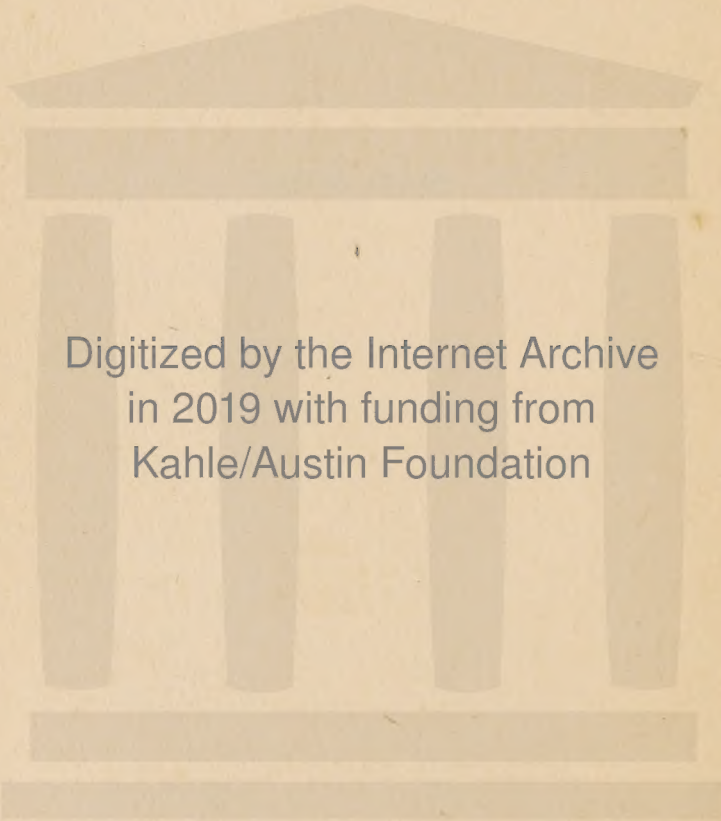 Digitized by the Internet Archive
in 2019 with funding from
Kahle/Austin Foundation